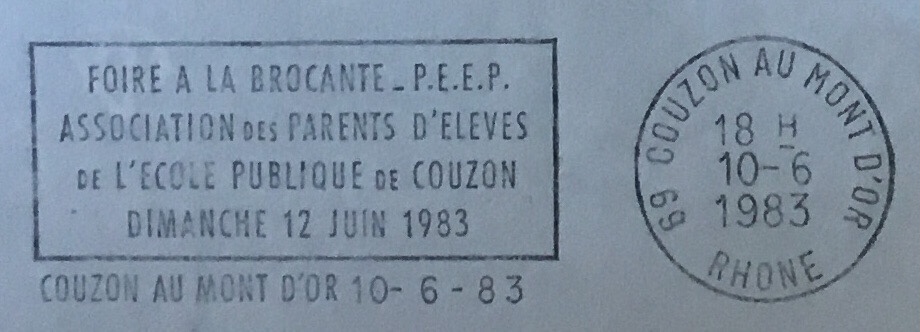 FOIRE A LA BROCANTE - P.E.E.P.
ASSOCIATION DES PARENTS D'ELEVES
DE L'ECOLE PUBLIQUE DE COUZON
DIMANCHE 12 JUIN 1983
COUZON AU MONT D'OR 10- 6 - 83
69 COUZON AU MONT D'OR
18 H
10-6
1983
RHONE